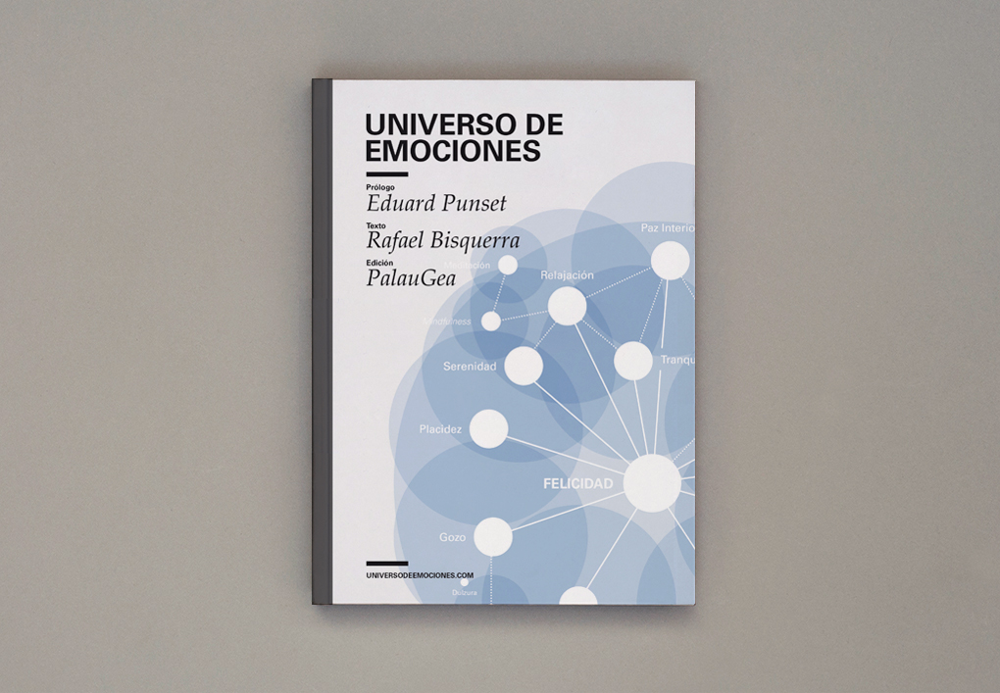 UNIVERSO DE
EMOCIONES
Prólogo
Eduard Punset
Texto
Rafael Bisquerra
Edición
PalauGea
Paz Interio
Meditación
Relajación
Mindfulness
Serenidad
Tranqu
Placidez
FELICIDAD
Gozo
UNIVERSODEEMOCIONES.COM
Dulzura